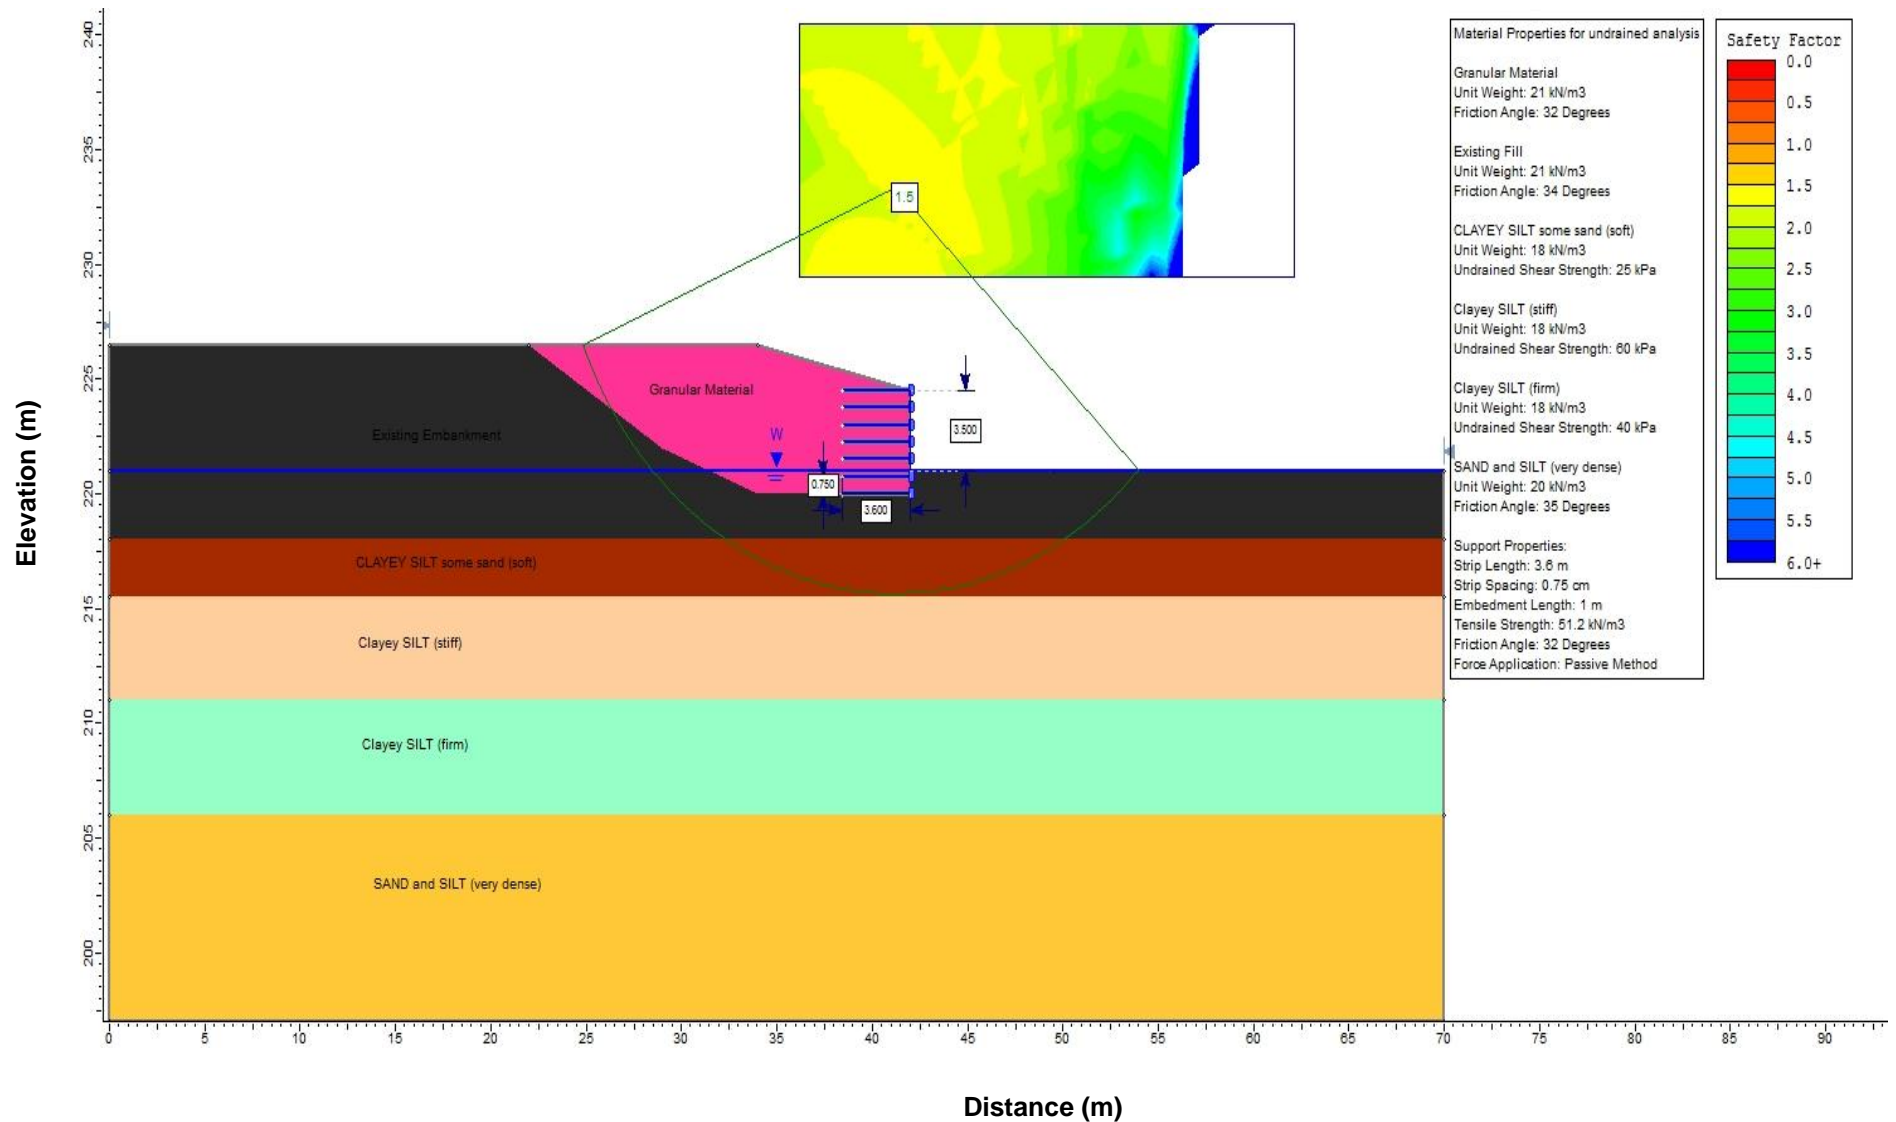 Elevation (m)
240
235
230
225
220
215
210
205
200
1.5
Granular Material
Existing Embankment
W
3.500
0.750
3.600
CLAYEY SILT some sand (soft)
Clayey SILT (stiff)
Clayey SILT (firm)
SAND and SILT (very dense)
0 5 10 15 20 25 30 35 40 45 50 55 60 65 70 75 80 85 90
Distance (m)
Material Properties for undrained analysis
Granular Material
Unit Weight: 21 kN/m3
Friction Angle: 32 Degrees
Existing Fill
Unit Weight: 21 kN/m3
Friction Angle: 34 Degrees
CLAYEY SILT some sand (soft)
Unit Weight: 18 kN/m3
Undrained Shear Strength: 25 kPa
Clayey SILT (stiff)
Unit Weight: 18 kN/m3
Undrained Shear Strength: 60 kPa
Clayey SILT (firm)
Unit Weight: 18 kN/m3
Undrained Shear Strength: 40 kPa
SAND and SILT (very dense)
Unit Weight: 20 kN/m3
Friction Angle: 35 Degrees
Support Properties:
Strip Length: 3.6 m
Strip Spacing: 0.75 cm
Embedment Length: 1 m
Tensile Strength: 51.2 kN/m3
Friction Angle: 32 Degrees
Force Application: Passive Method
Safety Factor
0.0
0.5
1.0
1.5
2.0
2.5
3.0
3.5
4.0
4.5
5.0
5.5
6.0+